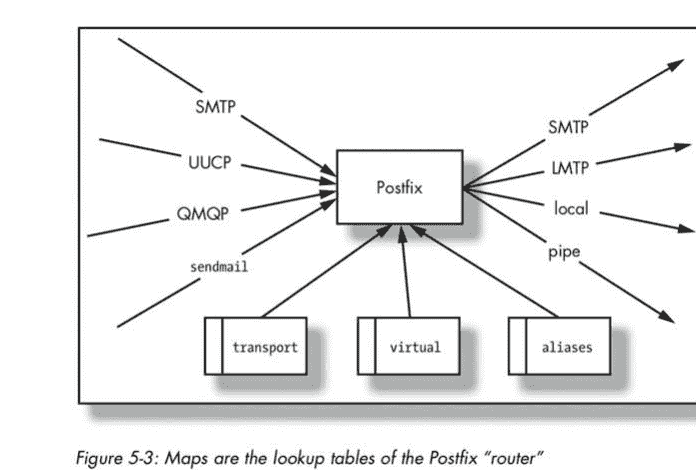 SMTP
UUCP
QMQP
sendmail
Postfix
SMTP
LMTP
local
pipe
transport
virtual
aliases
Figure 5-3: Maps are the lookup tables of the Postfix “router”